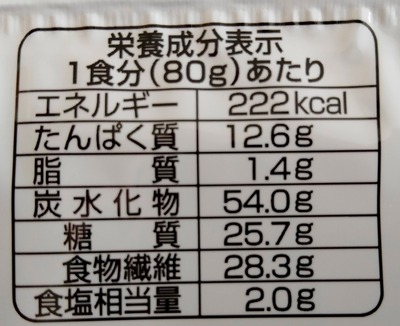 栄養成分表示
1食分(80g)あたり
エネルギー 222kcal
たんぱく質 12.6g
脂質 1.4g
炭水化物 54.0g
糖質 25.7g
食物繊維 28.3g
食塩相当量 2.0g